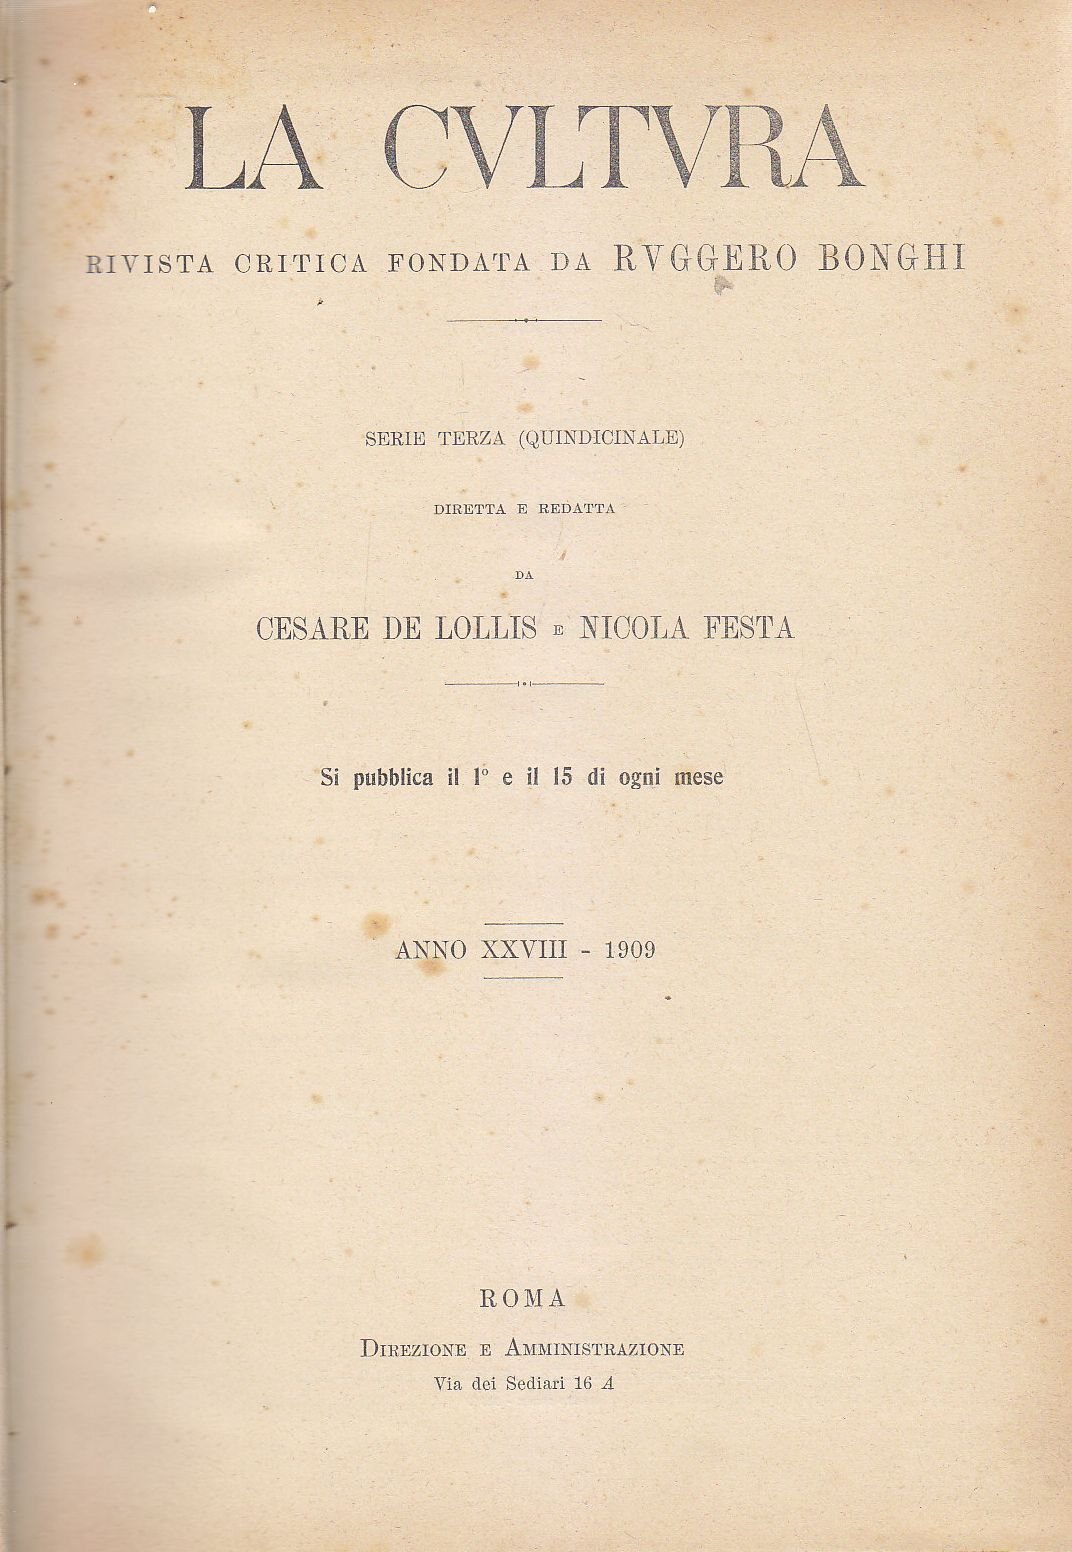 LA CVLTVRA
RIVISTA CRITICA FONDATA DA RVGGERO BONGHI
SERIE TERZA (QUINDICINALE)
DIRETTA E REDATTA
DA
CESARE DE LOLLIS E NICOLA FESTA
Si pubblica il 1º e il 15 di ogni mese
ANNO XXVIII - 1909
ROMA
DIREZIONE E AMMINISTRAZIONE
Via dei Sediari 16 A